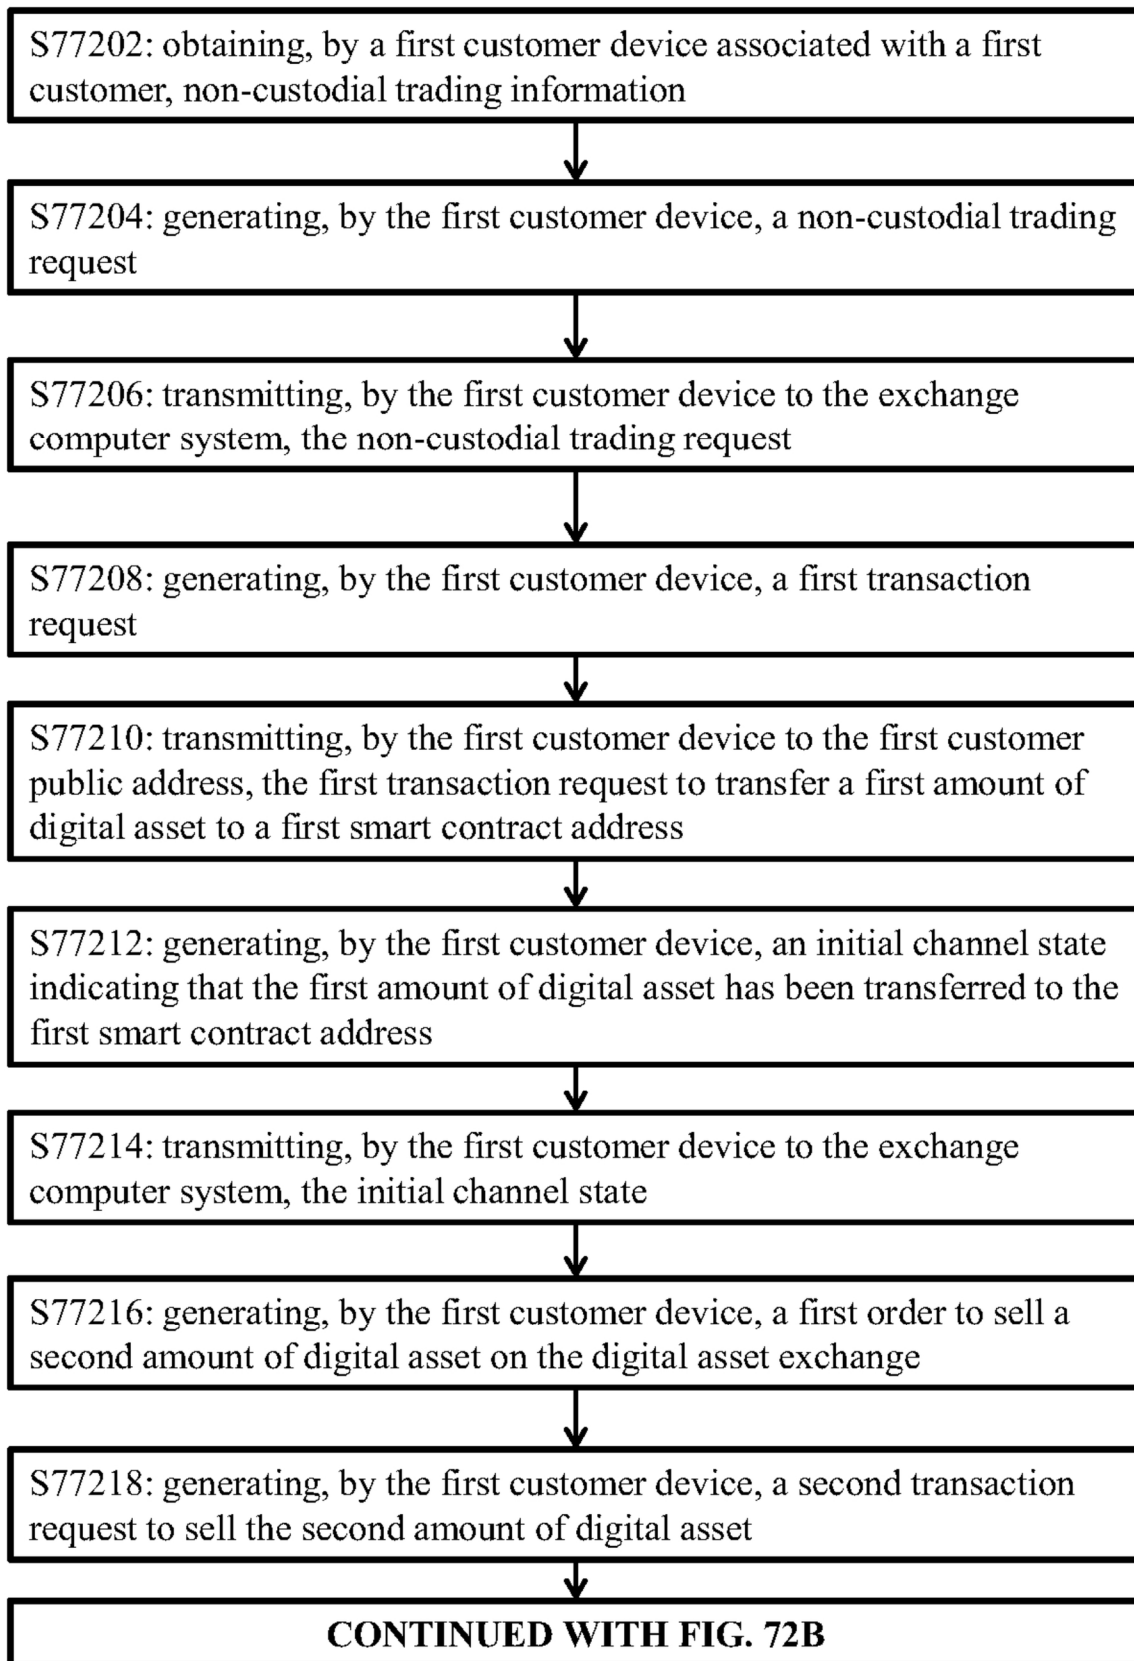 S77202: obtaining, by a first customer device associated with a first
customer, non-custodial trading information
S77204: generating, by the first customer device, a non-custodial trading
request
S77206: transmitting, by the first customer device to the exchange
computer system, the non-custodial trading request
S77208: generating, by the first customer device, a first transaction
request
S77210: transmitting, by the first customer device to the first customer
public address, the first transaction request to transfer a first amount of
digital asset to a first smart contract address
S77212: generating, by the first customer device, an initial channel state
indicating that the first amount of digital asset has been transferred to the
first smart contract address
S77214: transmitting, by the first customer device to the exchange
computer system, the initial channel state
S77216: generating, by the first customer device, a first order to sell a
second amount of digital asset on the digital asset exchange
S77218: generating, by the first customer device, a second transaction
request to sell the second amount of digital asset
CONTINUED WITH FIG. 72B